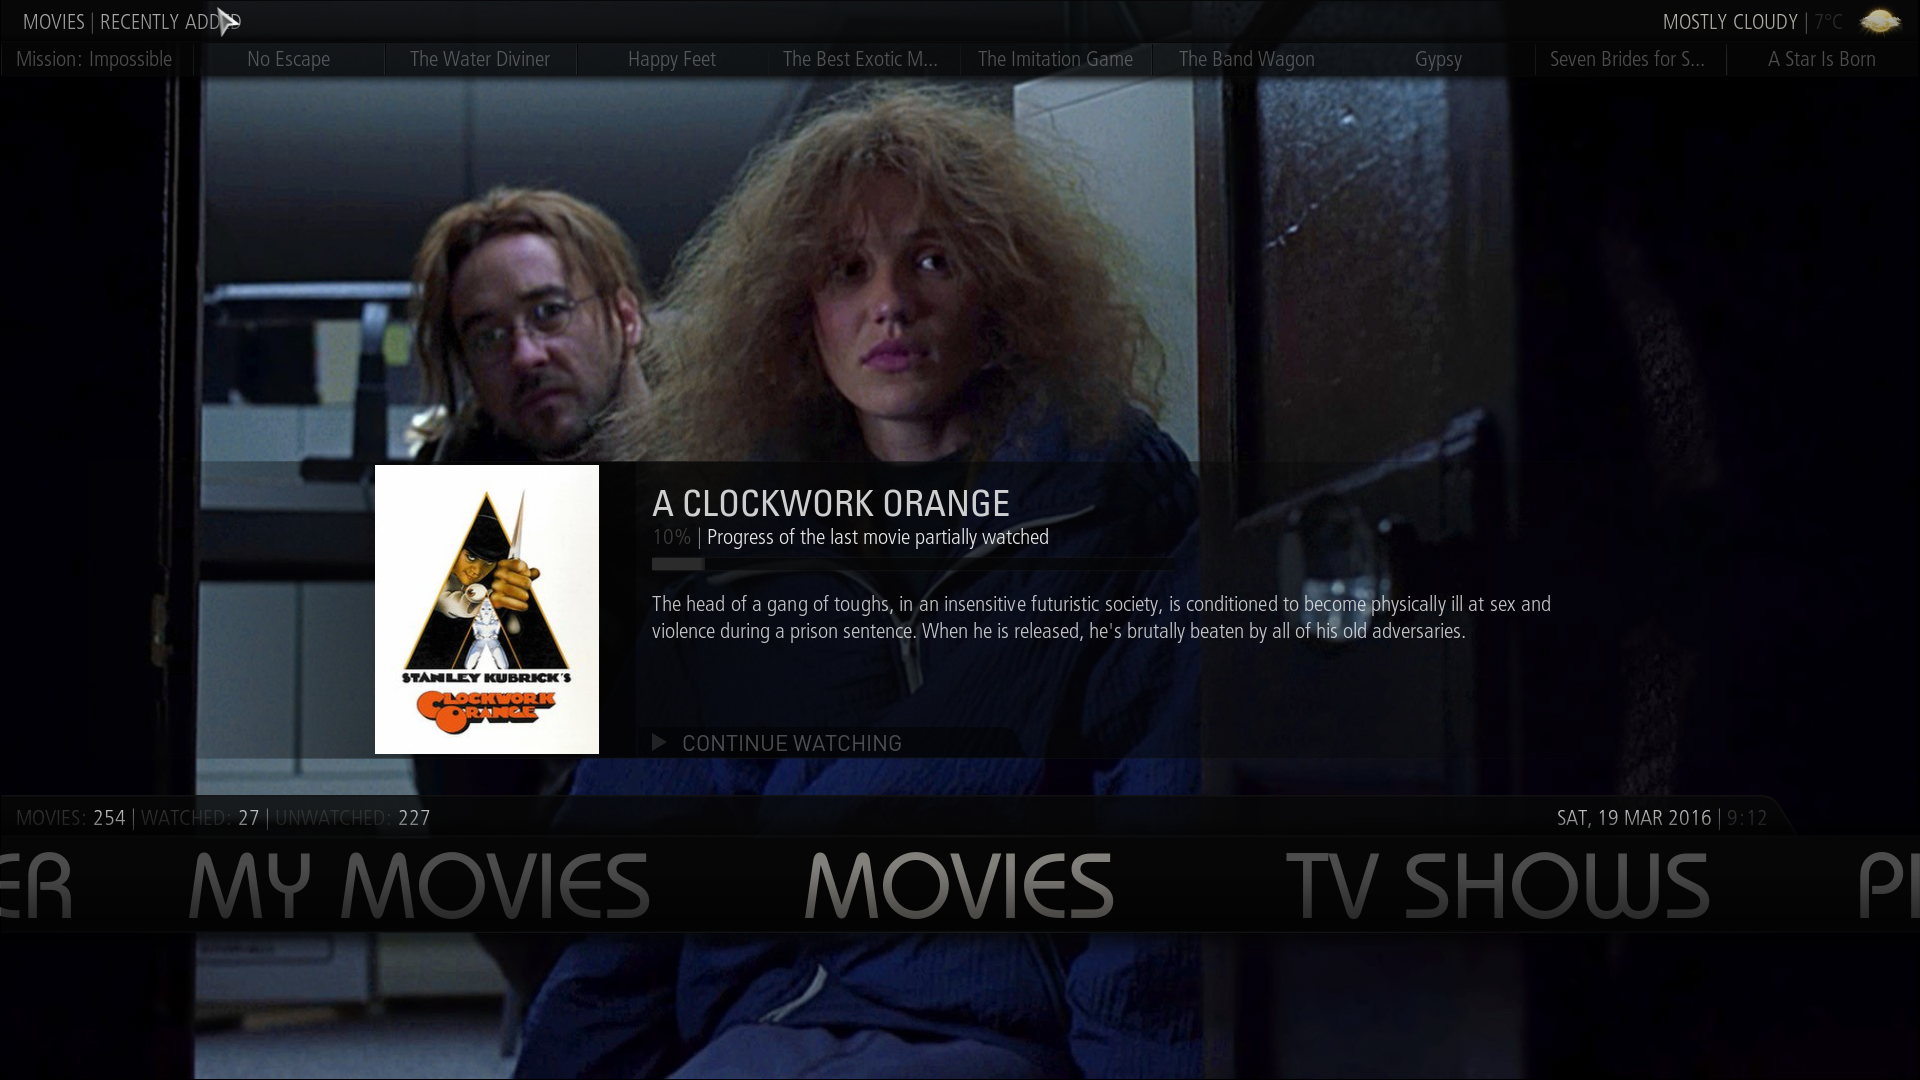 MOVIES | RECENTLY ADDED
MOSTLY CLOUDY | 7°C
Mission: Impossible No Escape The Water Diviner Happy Feet The Best Exotic M... The Imitation Game The Band Wagon Gypsy Seven Brides for S... A Star Is Born
A CLOCKWORK ORANGE
10% | Progress of the last movie partially watched
The head of a gang of toughs, in an insensitive futuristic society, is conditioned to become physically ill at sex and
violence during a prison sentence. When he is released, he's brutally beaten by all of his old adversaries.
STANLEY KUBRICK'S
CLOCKWORK
ORANGE
CONTINUE WATCHING
MOVIES: 254 | WATCHED: 27 | UNWATCHED: 227
SAT, 19 MAR 2016 | 9:12
ER MY MOVIES MOVIES TV SHOWS PI